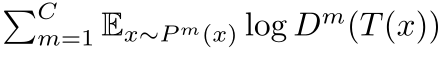 $\sum_{m=1}^{C} \mathbb{E}_{x \sim P^m(x)} \log D^m(T(x))$